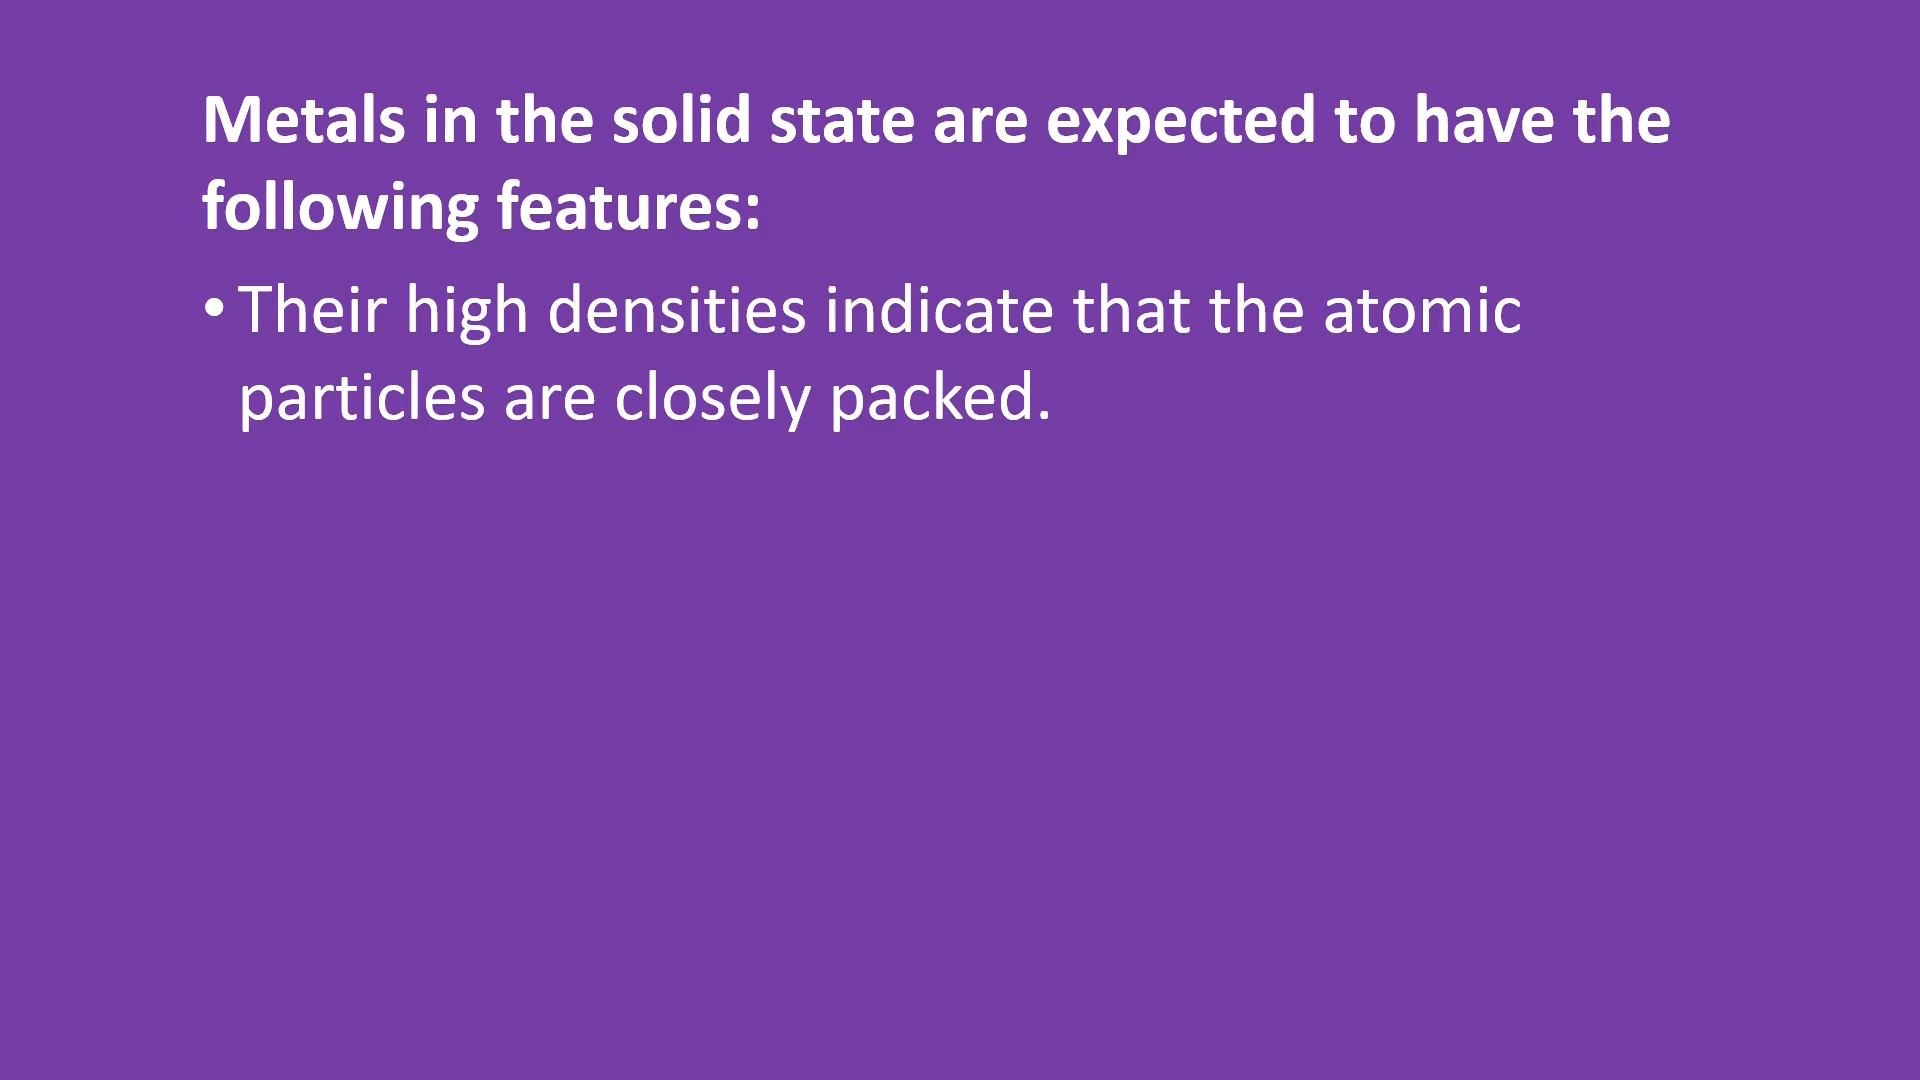 Metals in the solid state are expected to have the
following features:
• Their high densities indicate that the atomic
particles are closely packed.